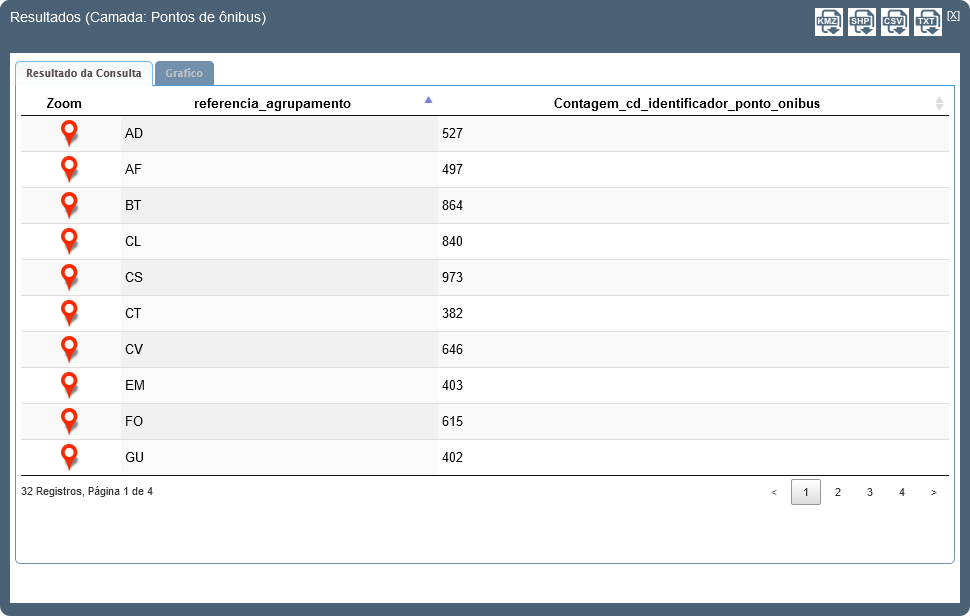 Resultados (Camada: Pontos de ônibus)
KMZ SHP CSV TXT [X]
Resultado da Consulta Grafico
Zoom referencia_agrupamento Contagem_cd_identificador_ponto_onibus
AD 527
AF 497
BT 864
CL 840
CS 973
CT 382
CV 646
EM 403
FO 615
GU 402
32 Registros, Página 1 de 4 < 1 2 3 4 >